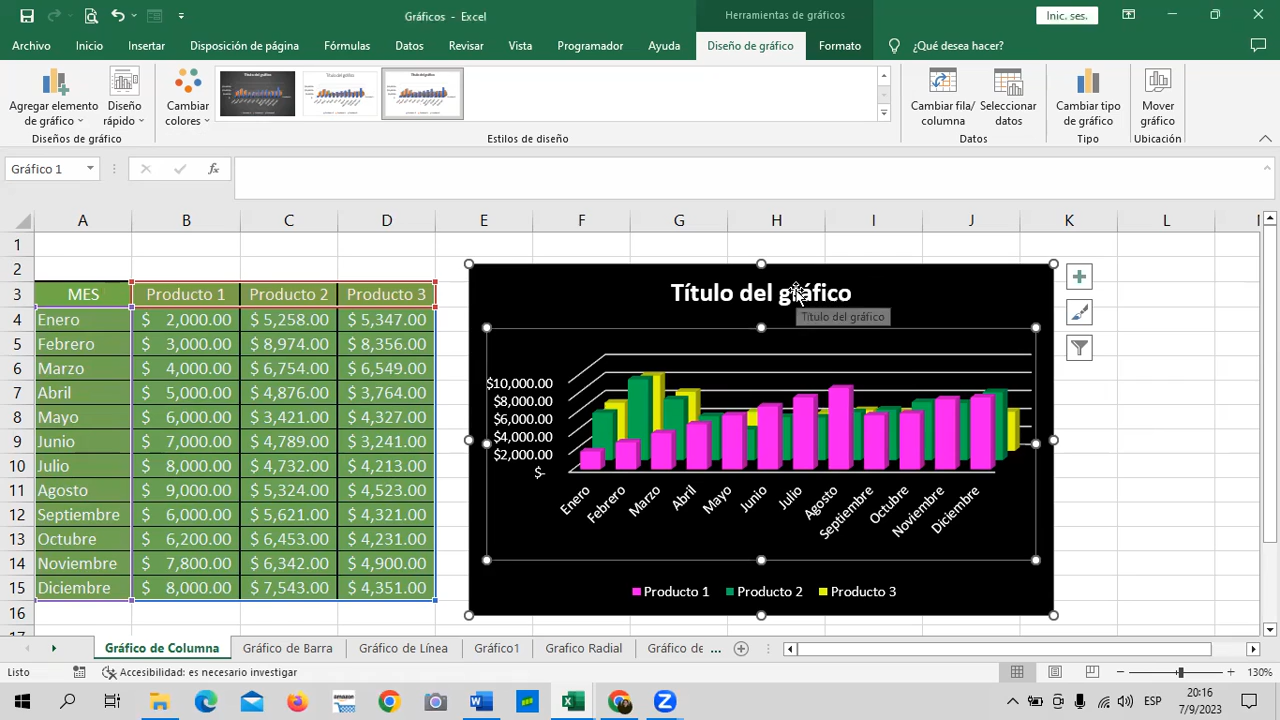 Gráficos - Excel
Herramientas de gráfico
Inic. ses.
Archivo Inicio Insertar Disposición de página Fórmulas Datos Revisar Vista Programador Ayuda Diseño de gráfico Formato ¿Qué desea hacer?
Agregar elemento de gráfico
Diseño rápido
Cambiar colores
Cambiar fila/ columna
Seleccionar datos
Cambiar tipo de gráfico
Mover gráfico
Diseños de gráfico
Estilos de diseño
Datos
Tipo
Ubicación
Gráfico 1
fx
A B C D E F G H I J K L
1
2
3 MES Producto 1 Producto 2 Producto 3
4 Enero $ 2,000.00 $ 5,258.00 $ 5,347.00
5 Febrero $ 3,000.00 $ 8,974.00 $ 8,356.00
6 Marzo $ 4,000.00 $ 6,754.00 $ 6,549.00
7 Abril $ 5,000.00 $ 4,876.00 $ 3,764.00
8 Mayo $ 6,000.00 $ 3,421.00 $ 4,327.00
9 Junio $ 7,000.00 $ 4,789.00 $ 3,241.00
10 Julio $ 8,000.00 $ 4,732.00 $ 4,213.00
11 Agosto $ 9,000.00 $ 5,324.00 $ 4,523.00
12 Septiembre $ 6,000.00 $ 5,621.00 $ 4,321.00
13 Octubre $ 6,200.00 $ 6,453.00 $ 4,231.00
14 Noviembre $ 7,800.00 $ 6,342.00 $ 4,900.00
15 Diciembre $ 8,000.00 $ 7,543.00 $ 4,351.00
16
Título del gráfico
Título del gráfico
$10,000.00
$8,000.00
$6,000.00
$4,000.00
$2,000.00
$-
Enero Febrero Marzo Abril Mayo Junio Julio Agosto Septiembre Octubre Noviembre Diciembre
Producto 1 Producto 2 Producto 3
Gráfico de Columna Gráfico de Barra Gráfico de Línea Gráfico1 Grafico Radial Gráfico de ...
Listo Accesibilidad: es necesario investigar 130%
ESP
20:16
7/9/2023